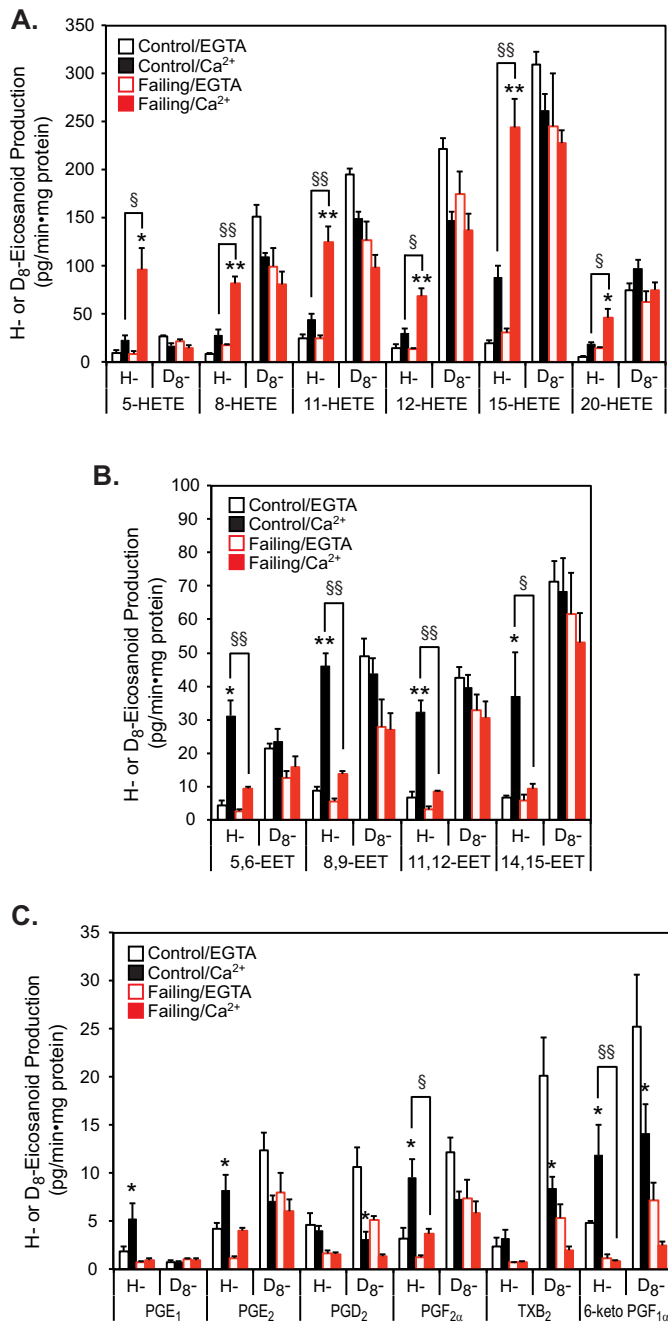 A.
H- or D8-Eicosanoid Production
(pg/min•mg protein)
350
300
250
200
150
100
50
0
Control/EGTA
Control/Ca²⁺
Failing/EGTA
Failing/Ca²⁺
§ * §§ ** §§ ** § ** §§ ** § *
H- D₈- H- D₈- H- D₈- H- D₈- H- D₈- H- D₈-
5-HETE 8-HETE 11-HETE 12-HETE 15-HETE 20-HETE
B.
H- or D₈-Eicosanoid Production
(pg/min•mg protein)
100
90
80
70
60
50
40
30
20
10
0
Control/EGTA
Control/Ca²⁺
Failing/EGTA
Failing/Ca²⁺
§§ * §§ ** §§ ** § *
H- D₈- H- D₈- H- D₈- H- D₈-
5,6-EET 8,9-EET 11,12-EET 14,15-EET
C.
H- or D₈-Eicosanoid Production
(pg/min•mg protein)
35
30
25
20
15
10
5
0
Control/EGTA
Control/Ca²⁺
Failing/EGTA
Failing/Ca²⁺
* * * § * * §§ * *
H- D₈- H- D₈- H- D₈- H- D₈- H- D₈- H- D₈-
PGE₁ PGE₂ PGD₂ PGF₂α TXB₂ 6-keto PGF₁α